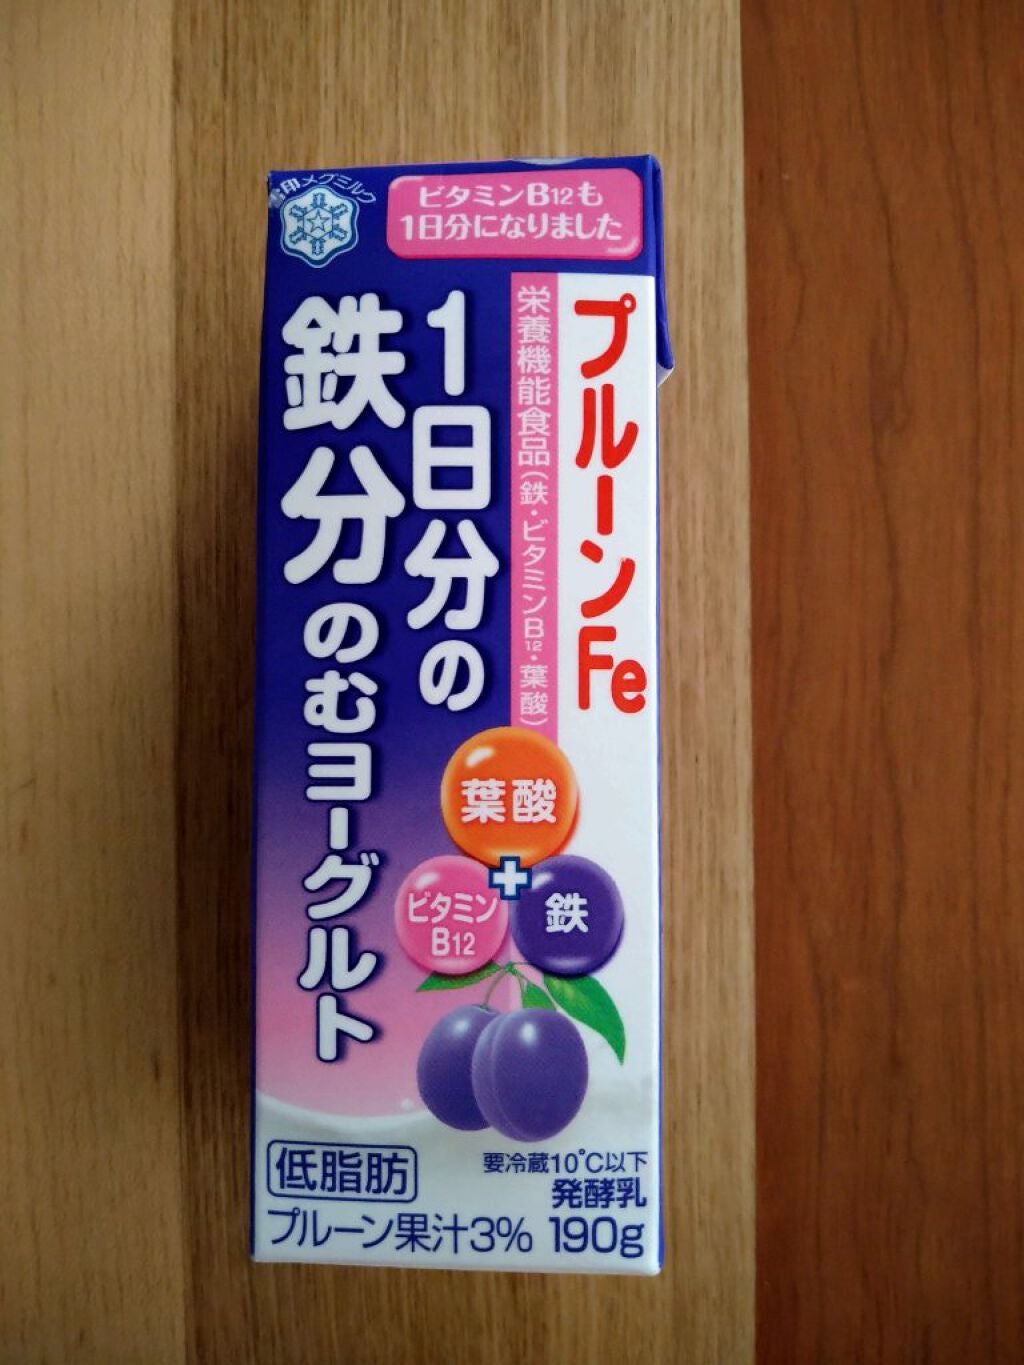 雪印メグミルク
ビタミンB12も
1日分になりました
プルーンFe
栄養機能食品(鉄・ビタミンB12・葉酸)
1日分の
鉄分のむヨーグルト
葉酸
+
ビタミン
B12
鉄
低脂肪
要冷蔵10℃以下
発酵乳
プルーン果汁3% 190g